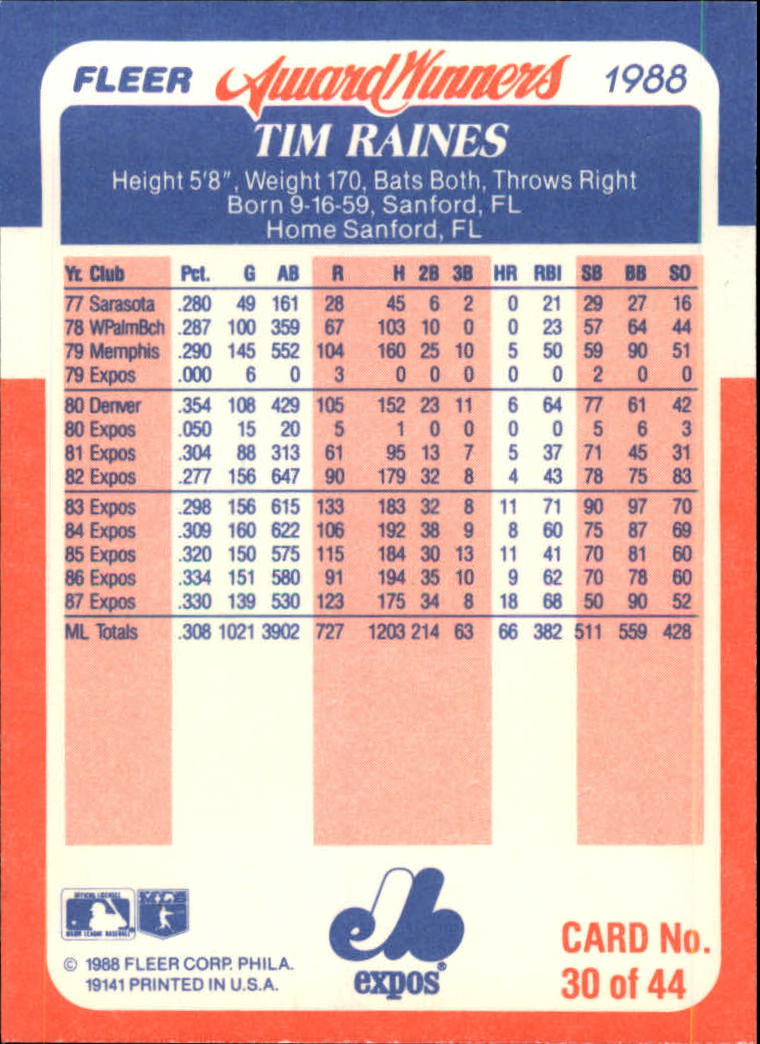 FLEER Award Winners 1988
TIM RAINES
Height 5'8", Weight 170, Bats Both, Throws Right
Born 9-16-59, Sanford, FL
Home Sanford, FL
Yr. Club Pct. G AB R H 2B 3B HR RBI SB BB SO
77 Sarasota .280 49 161 28 45 6 2 0 21 29 27 16
78 WPalmBch .287 100 359 67 103 10 0 0 23 57 64 44
79 Memphis .290 145 552 104 160 25 10 5 50 59 90 51
79 Expos .000 6 0 3 0 0 0 0 0 2 0 0
80 Denver .354 108 429 105 152 23 11 6 64 77 61 42
80 Expos .050 15 20 5 1 0 0 0 0 5 6 3
81 Expos .304 88 313 61 95 13 7 5 37 71 45 31
82 Expos .277 156 647 90 179 32 8 4 43 78 75 83
83 Expos .298 156 615 133 183 32 8 11 71 90 97 70
84 Expos .309 160 622 106 192 38 9 8 60 75 87 69
85 Expos .320 150 575 115 184 30 13 11 41 70 81 60
86 Expos .334 151 580 91 194 35 10 9 62 70 78 60
87 Expos .330 139 530 123 175 34 8 18 68 50 90 52
ML Totals .308 1021 3902 727 1203 214 63 66 382 511 559 428
OFFICIAL LICENSEE
MAJOR LEAGUE BASEBALL
expos®
© 1988 FLEER CORP. PHILA.
19141 PRINTED IN U.S.A.
CARD No.
30 of 44